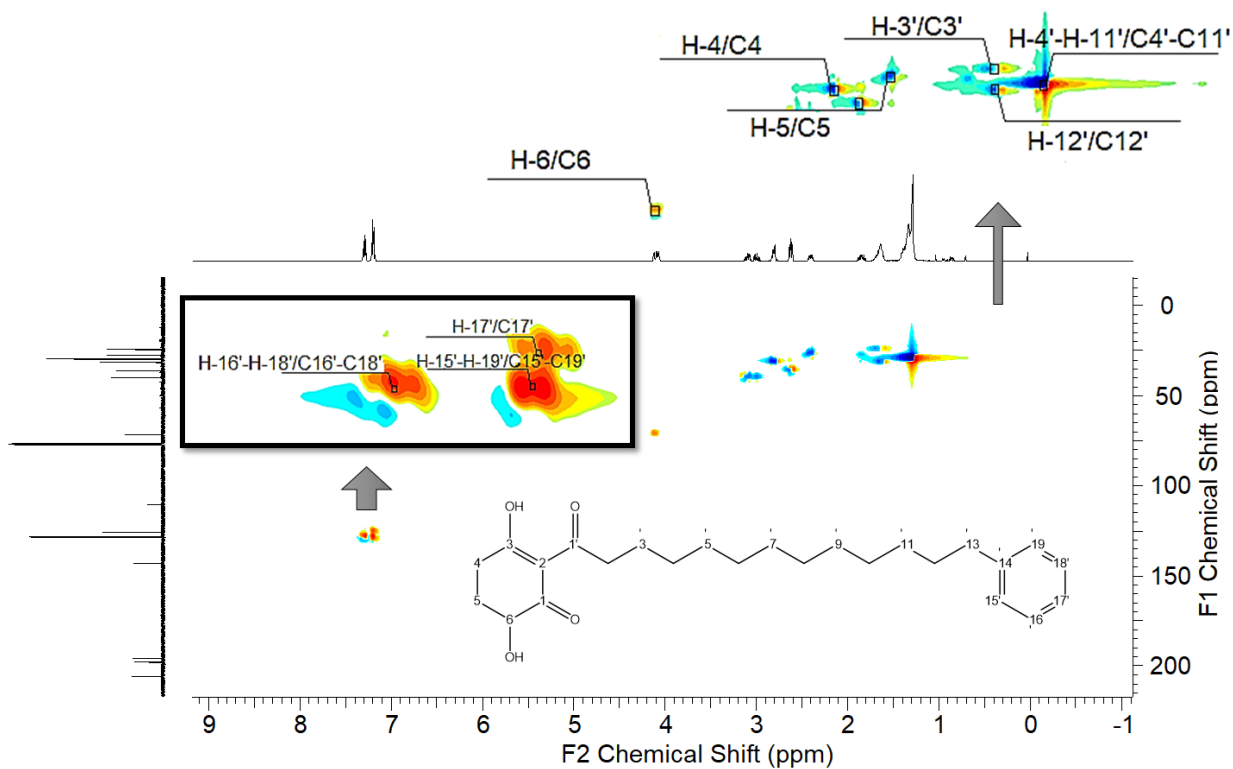 H-3'/C3'
H-4'-H-11'/C4'-C11'
H-4/C4
H-5/C5
H-12'/C12'
H-6/C6
H-17'/C17'
H-16'-H-18'/C16'-C18'
H-15'-H-19'/C15'-C19'
0
50
100
150
200
F1 Chemical Shift (ppm)
OH
O
3
1'
3
5
7
9
11
13
19
4
2
14
18'
5
1
15'
17'
6
O
16
OH
9 8 7 6 5 4 3 2 1 0 -1
F2 Chemical Shift (ppm)